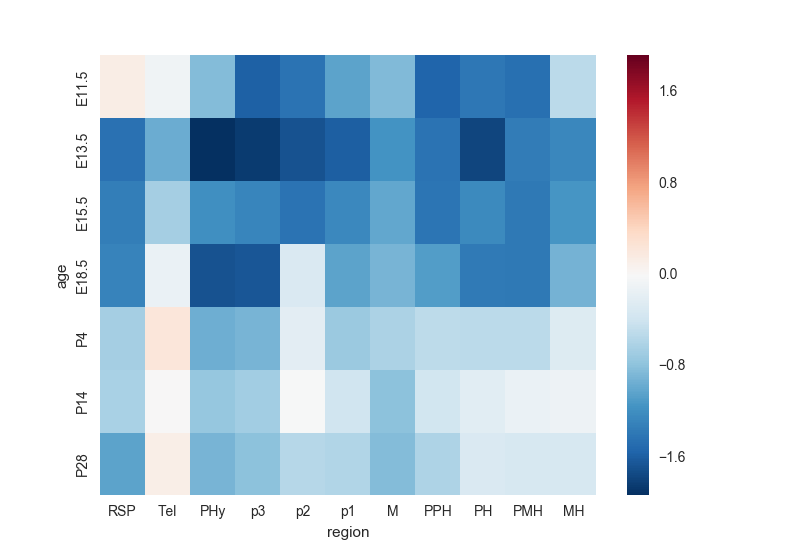 E11.5
E13.5
E15.5
E18.5
P4
P14
P28
age
RSP Tel PHy p3 p2 p1 M PPH PH PMH MH
region
1.6
0.8
0.0
−0.8
−1.6